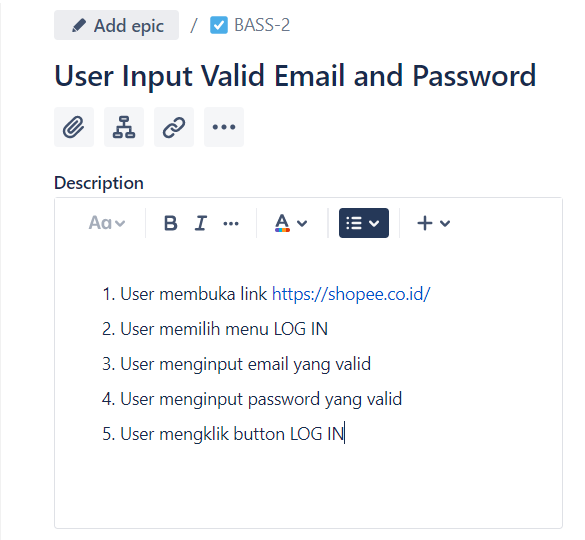 Add epic / BASS-2
User Input Valid Email and Password
Description
Aa B I A
1. User membuka link https://shopee.co.id/
2. User memilih menu LOG IN
3. User menginput email yang valid
4. User menginput password yang valid
5. User mengklik button LOG IN